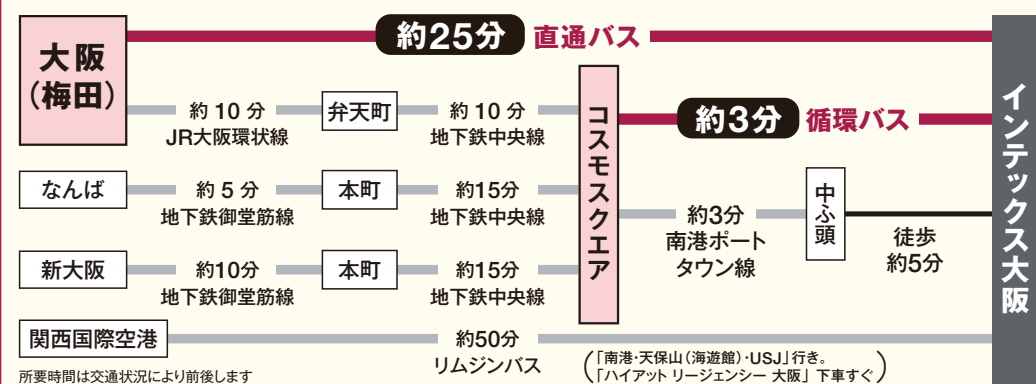 大阪
（梅田）
約25分 直通バス
約 10 分
JR大阪環状線
弁天町
約 10 分
地下鉄中央線
コスモスクエア
約3分 循環バス
インテックス大阪
なんば
約 5 分
地下鉄御堂筋線
本町
約15分
地下鉄中央線
約3分
南港ポート
タウン線
中ふ頭
徒歩
約5分
新大阪
約10分
地下鉄御堂筋線
本町
約15分
地下鉄中央線
関西国際空港
約50分
リムジンバス
（「南港・天保山（海遊館）・USJ」行き。
「ハイアット リージェンシー 大阪」 下車すぐ）
所要時間は交通状況により前後します